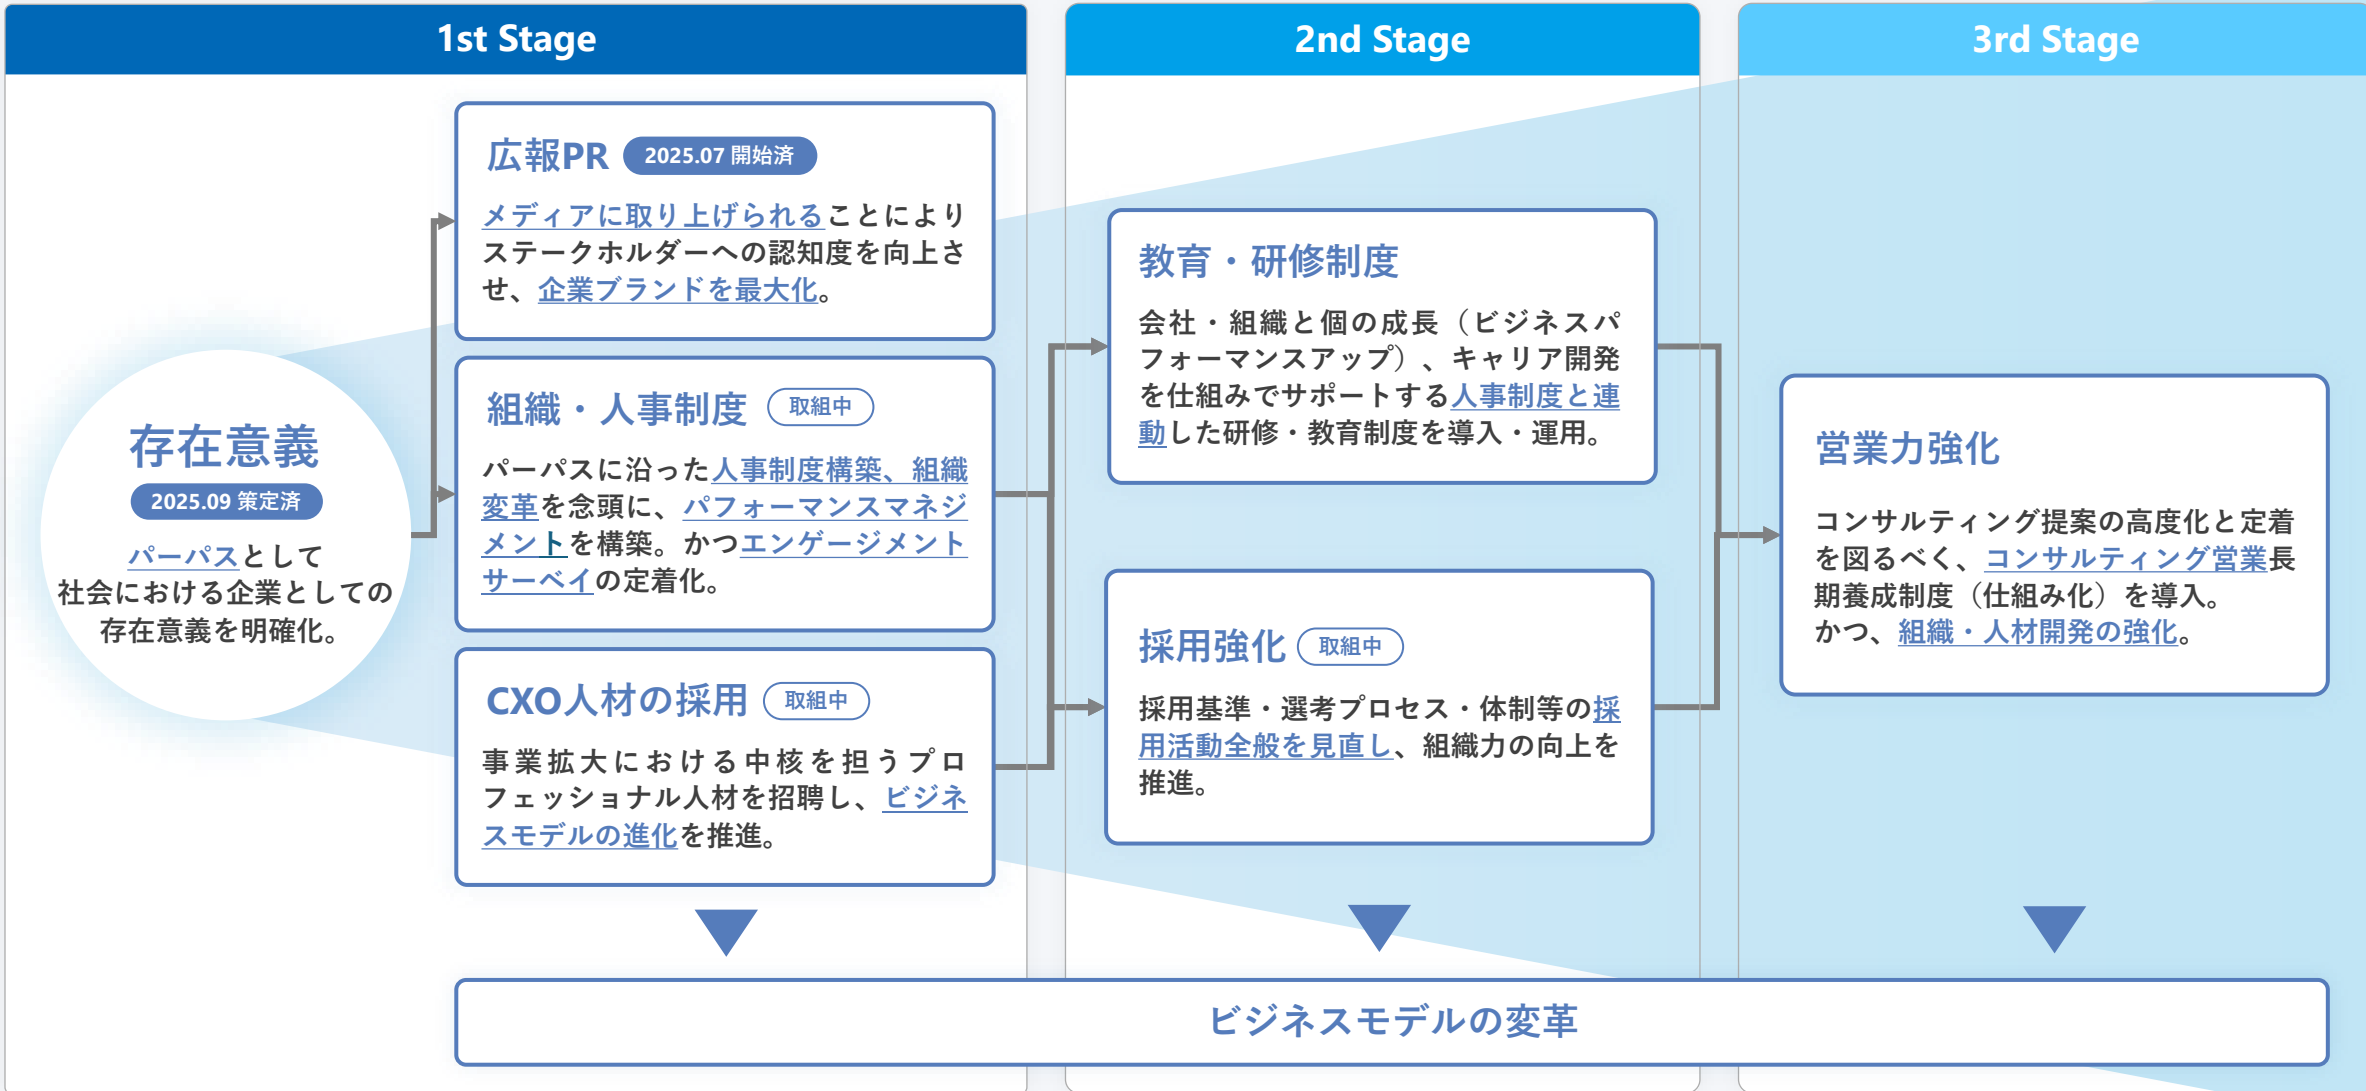 1st Stage
2nd Stage
3rd Stage
存在意義
2025.09 策定済
パーパスとして
社会における企業としての
存在意義を明確化。
広報PR 2025.07 開始済
メディアに取り上げられることにより
ステークホルダーへの認知度を向上さ
せ、企業ブランドを最大化。
組織・人事制度 取組中
パーパスに沿った人事制度構築、組織
変革を念頭に、パフォーマンスマネジ
メントを構築。かつエンゲージメント
サーベイの定着化。
CXO人材の採用 取組中
事業拡大における中核を担うプロ
フェッショナル人材を招聘し、ビジネ
スモデルの進化を推進。
教育・研修制度
会社・組織と個の成長（ビジネスパ
フォーマンスアップ）、キャリア開発
を仕組みでサポートする人事制度と連
動した研修・教育制度を導入・運用。
採用強化 取組中
採用基準・選考プロセス・体制等の採
用活動全般を見直し、組織力の向上を
推進。
営業力強化
コンサルティング提案の高度化と定着
を図るべく、コンサルティング営業長
期養成制度（仕組み化）を導入。
かつ、組織・人材開発の強化。
ビジネスモデルの変革